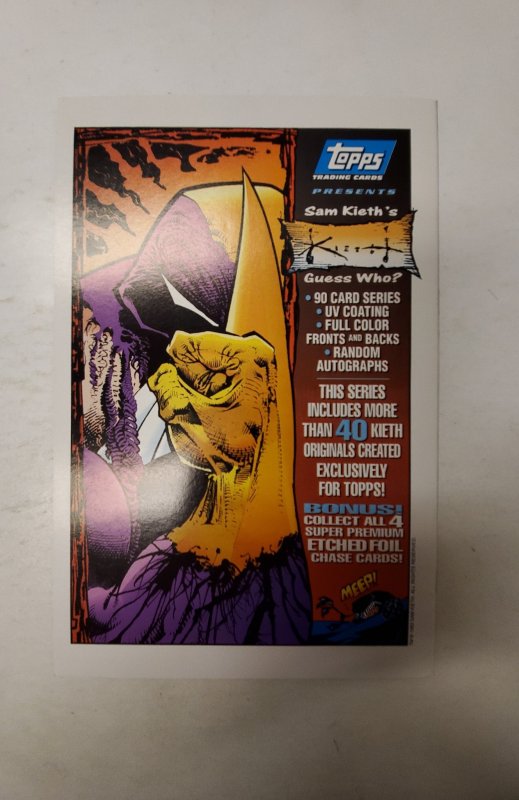 TOPPS
TRADING CARDS
PRESENTS
Sam Kieth's
KIETH
Guess Who?
• 90 CARD SERIES
• UV COATING
• FULL COLOR
FRONTS AND BACKS
• RANDOM
AUTOGRAPHS
THIS SERIES
INCLUDES MORE
THAN 40 KIETH
ORIGINALS CREATED
EXCLUSIVELY
FOR TOPPS!
BONUS!
COLLECT ALL 4
SUPER PREMIUM
ETCHED FOIL
CHASE CARDS!
MEEP!